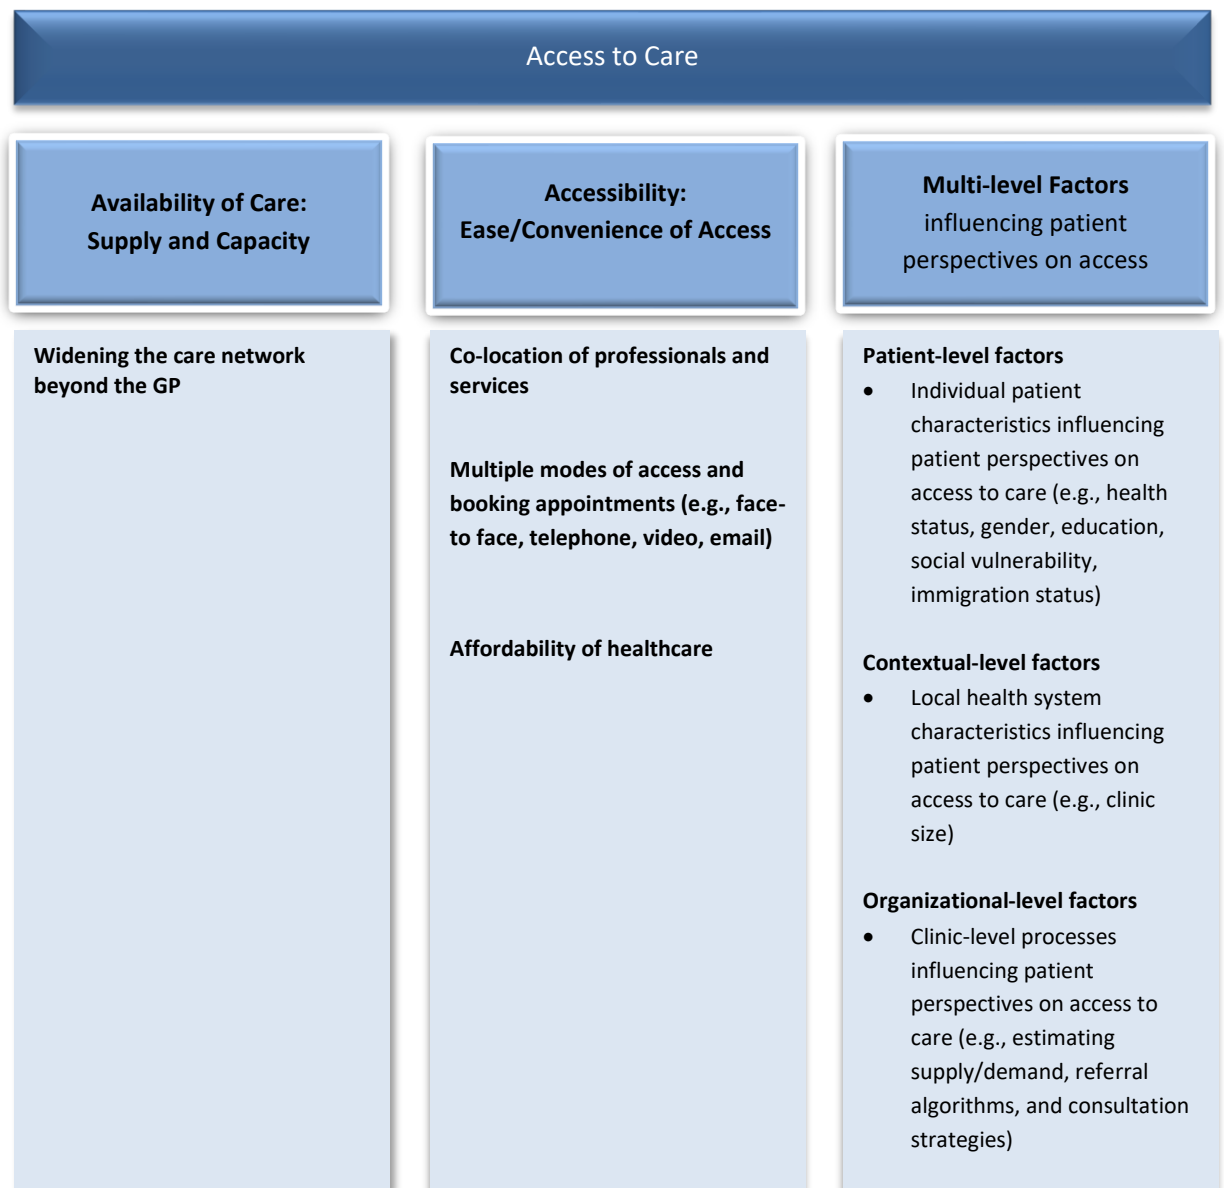 Access to Care
Availability of Care:
Supply and Capacity
Accessibility:
Ease/Convenience of Access
Multi-level Factors
influencing patient
perspectives on access
Widening the care network
beyond the GP
Co-location of professionals and
services
Multiple modes of access and
booking appointments (e.g., face-
to face, telephone, video, email)
Affordability of healthcare
Patient-level factors
• Individual patient
characteristics influencing
patient perspectives on
access to care (e.g., health
status, gender, education,
social vulnerability,
immigration status)
Contextual-level factors
• Local health system
characteristics influencing
patient perspectives on
access to care (e.g., clinic
size)
Organizational-level factors
• Clinic-level processes
influencing patient
perspectives on access to
care (e.g., estimating
supply/demand, referral
algorithms, and consultation
strategies)